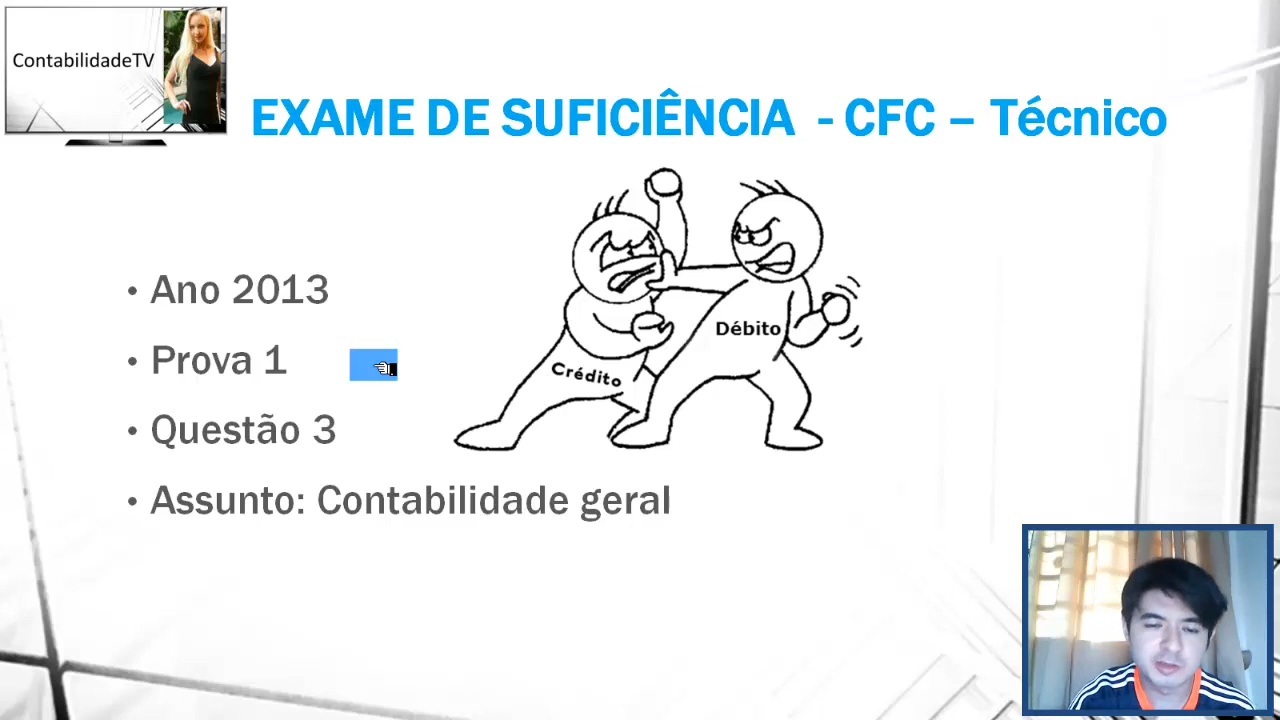 ContabilidadeTV
EXAME DE SUFICIÊNCIA - CFC – Técnico
• Ano 2013
• Prova 1
• Questão 3
• Assunto: Contabilidade geral
Crédito
Débito